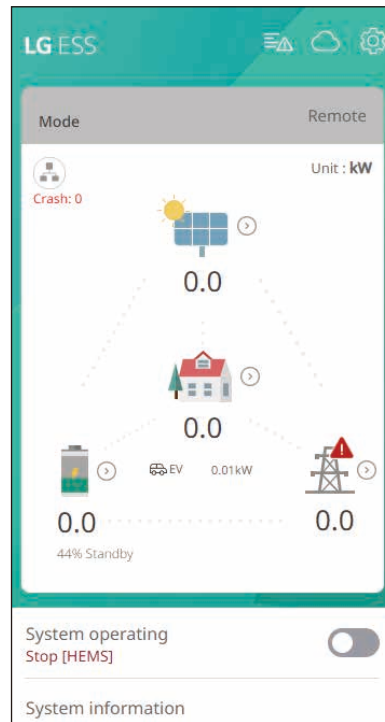 LG ESS
Mode Remote
Unit : kW
Crash: 0
0.0
0.0
EV 0.01kW
0.0 0.0
44% Standby
System operating
Stop [HEMS]
System information